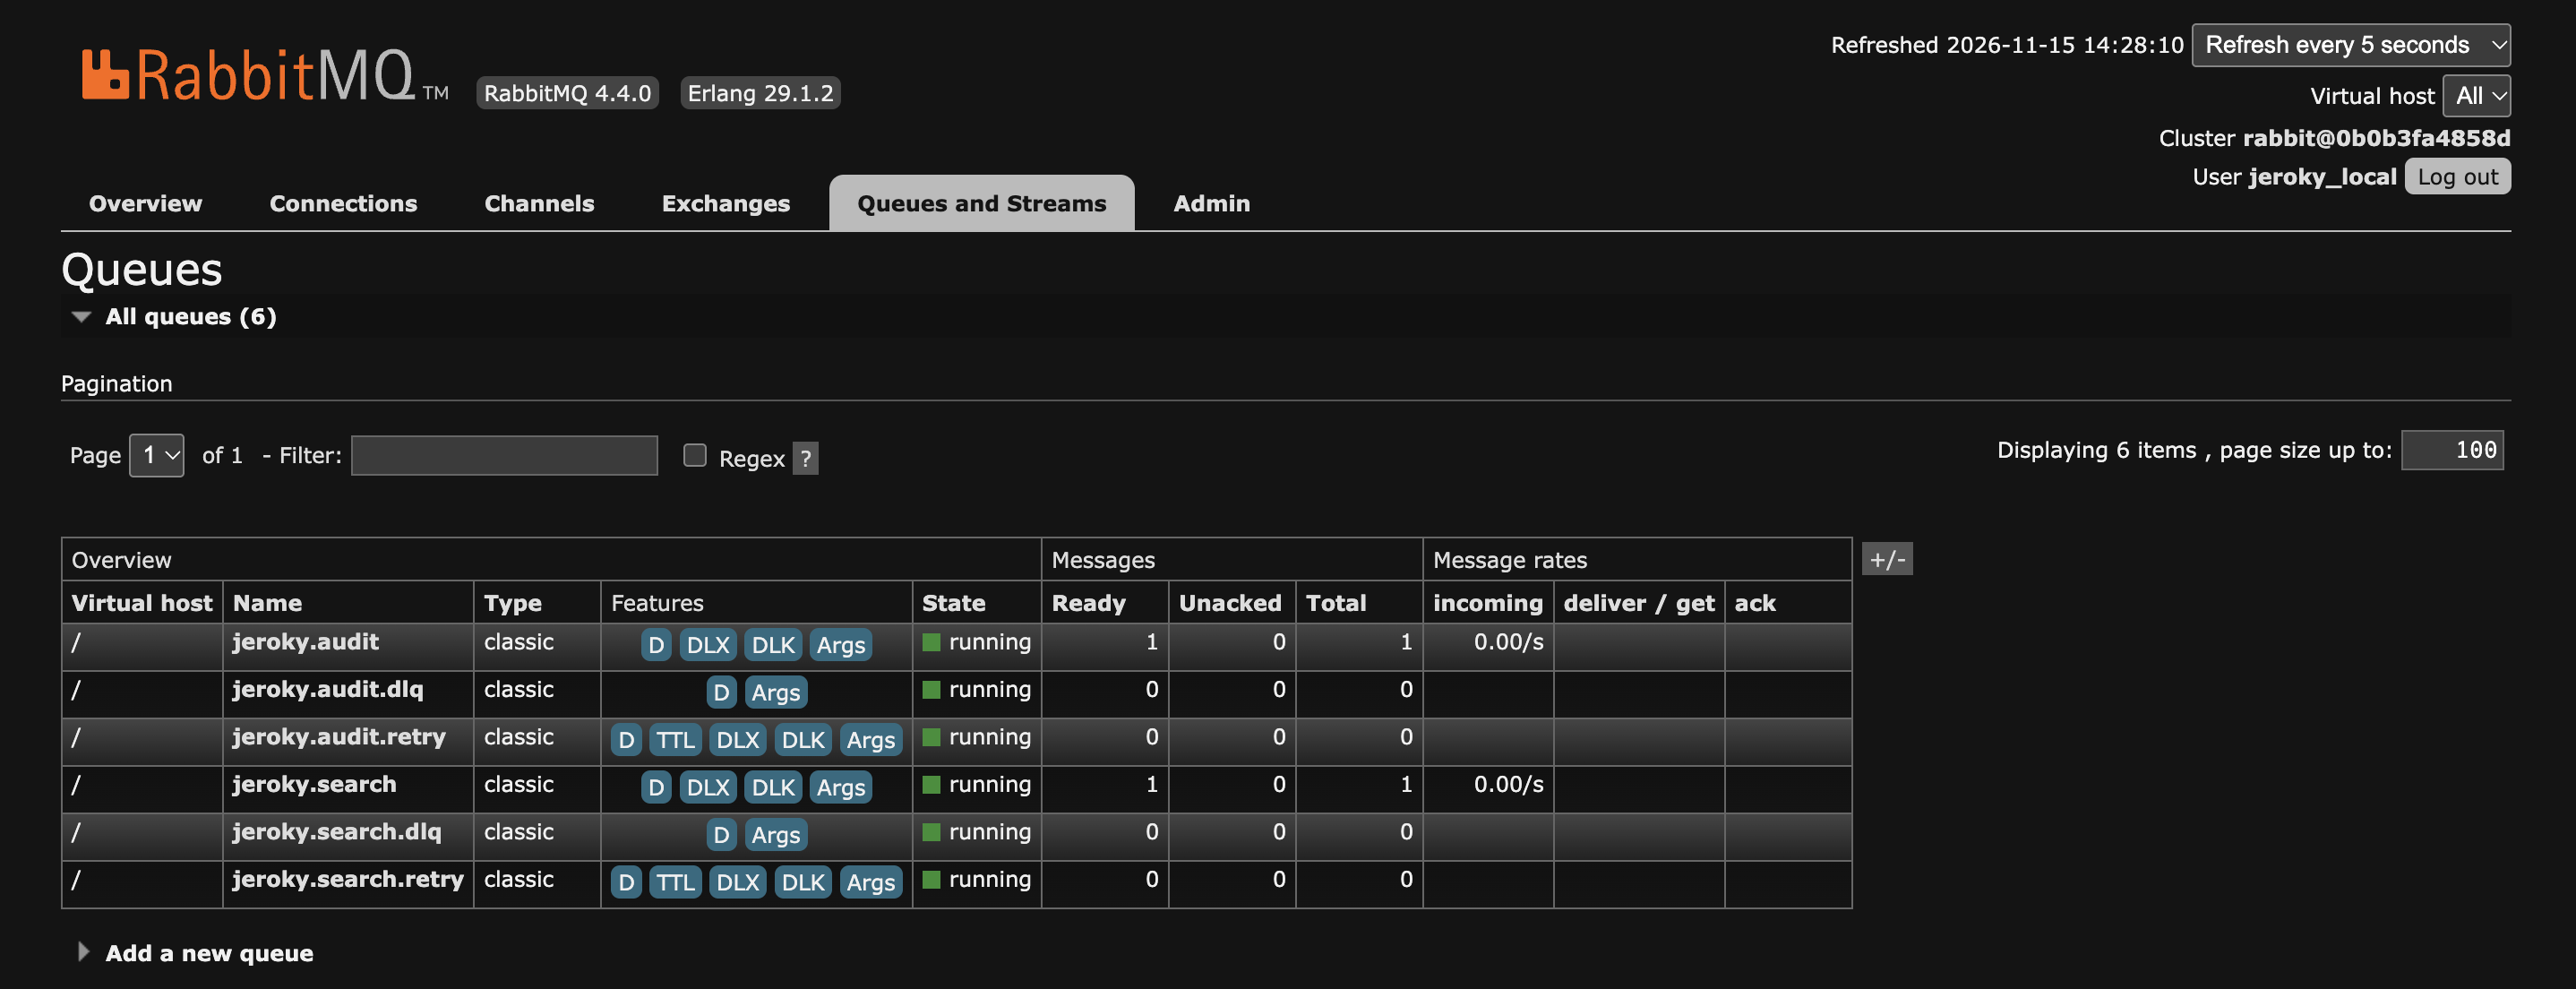 RabbitMQ TM RabbitMQ 4.4.0 Erlang 29.1.2
Refreshed 2026-11-15 14:28:10 Refresh every 5 seconds
Virtual host All
Cluster rabbit@0b0b3fa4858d
User jeroky_local Log out
Overview Connections Channels Exchanges Queues and Streams Admin
Queues
All queues (6)
Pagination
Page 1 of 1 - Filter: Regex ? Displaying 6 items , page size up to: 100
Overview Messages Message rates +/-
Virtual host Name Type Features State Ready Unacked Total incoming deliver / get ack
/ jeroky.audit classic D DLX DLK Args running 1 0 1 0.00/s
/ jeroky.audit.dlq classic D Args running 0 0 0
/ jeroky.audit.retry classic D TTL DLX DLK Args running 0 0 0
/ jeroky.search classic D DLX DLK Args running 1 0 1 0.00/s
/ jeroky.search.dlq classic D Args running 0 0 0
/ jeroky.search.retry classic D TTL DLX DLK Args running 0 0 0
Add a new queue